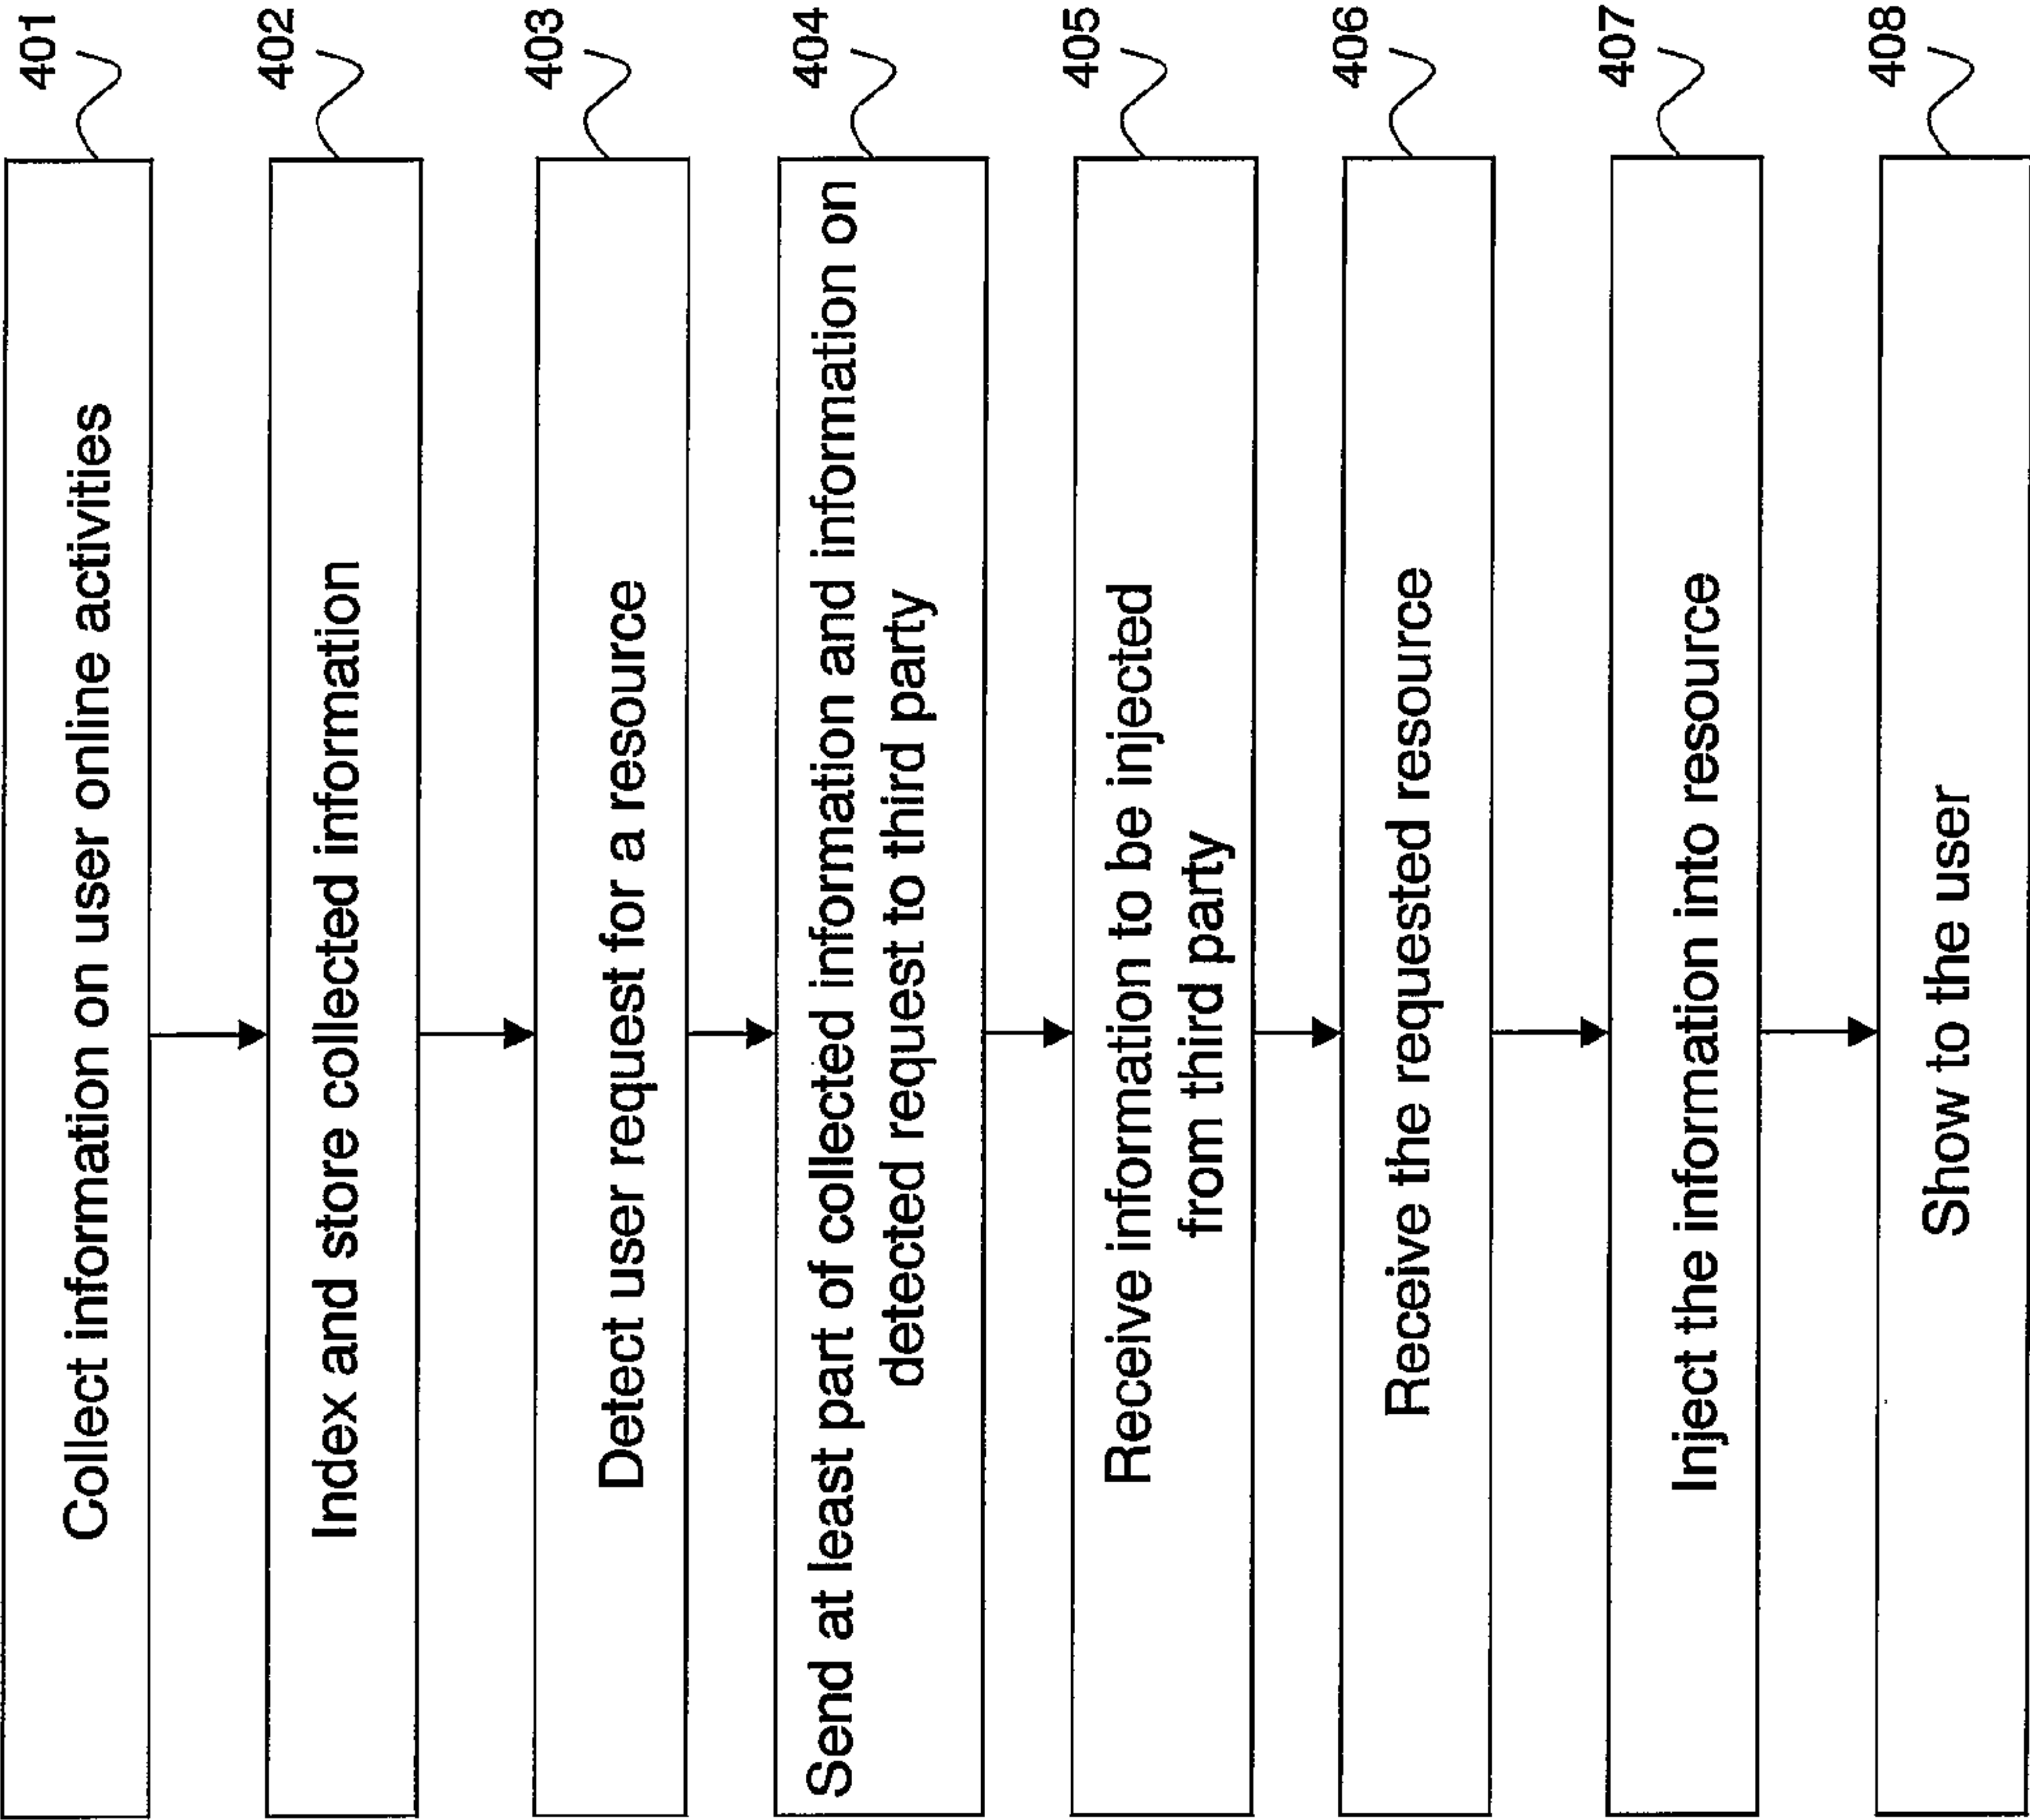 Collect information on user online activities
401
Index and store collected information
402
Detect user request for a resource
403
Send at least part of collected information and information on
detected request to third party
404
Receive information to be injected
from third party
405
Receive the requested resource
406
Inject the information into resource
407
Show to the user
408